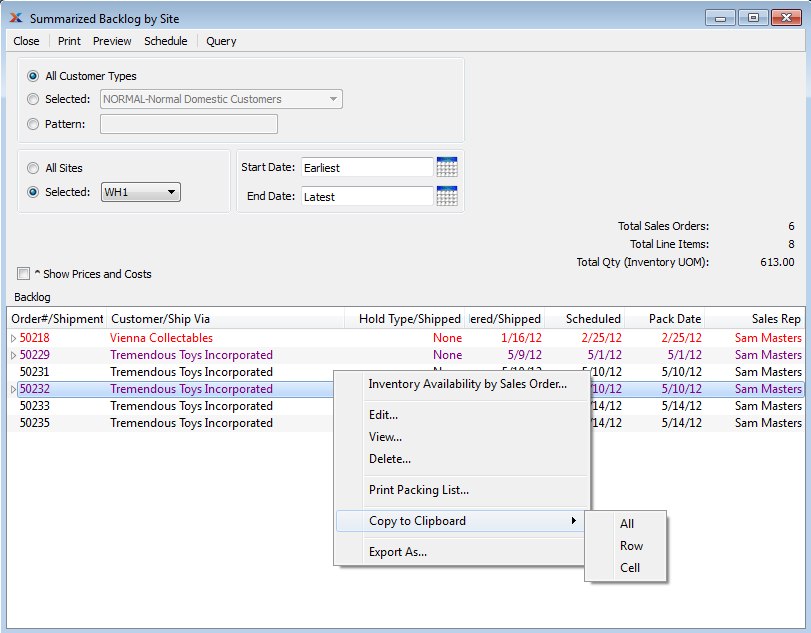 Summarized Backlog by Site
Close Print Preview Schedule Query
All Customer Types
Selected: NORMAL-Normal Domestic Customers
Pattern:
All Sites
Selected: WH1
Start Date: Earliest
End Date: Latest
Total Sales Orders: 6
Total Line Items: 8
Total Qty (Inventory UOM): 613.00
^ Show Prices and Costs
Backlog
Order#/Shipment Customer/Ship Via Hold Type/Shipped ered/Shipped Scheduled Pack Date Sales Rep
50218 Vienna Collectables None 1/16/12 2/25/12 2/25/12 Sam Masters
50229 Tremendous Toys Incorporated None 5/9/12 5/1/12 5/1/12 Sam Masters
50231 Tremendous Toys Incorporated 5/10/12 5/10/12 Sam Masters
50232 Tremendous Toys Incorporated /10/12 5/10/12 Sam Masters
50233 Tremendous Toys Incorporated /14/12 5/14/12 Sam Masters
50235 Tremendous Toys Incorporated /14/12 5/14/12 Sam Masters
Inventory Availability by Sales Order...
Edit...
View...
Delete...
Print Packing List...
Copy to Clipboard
Export As...
All
Row
Cell